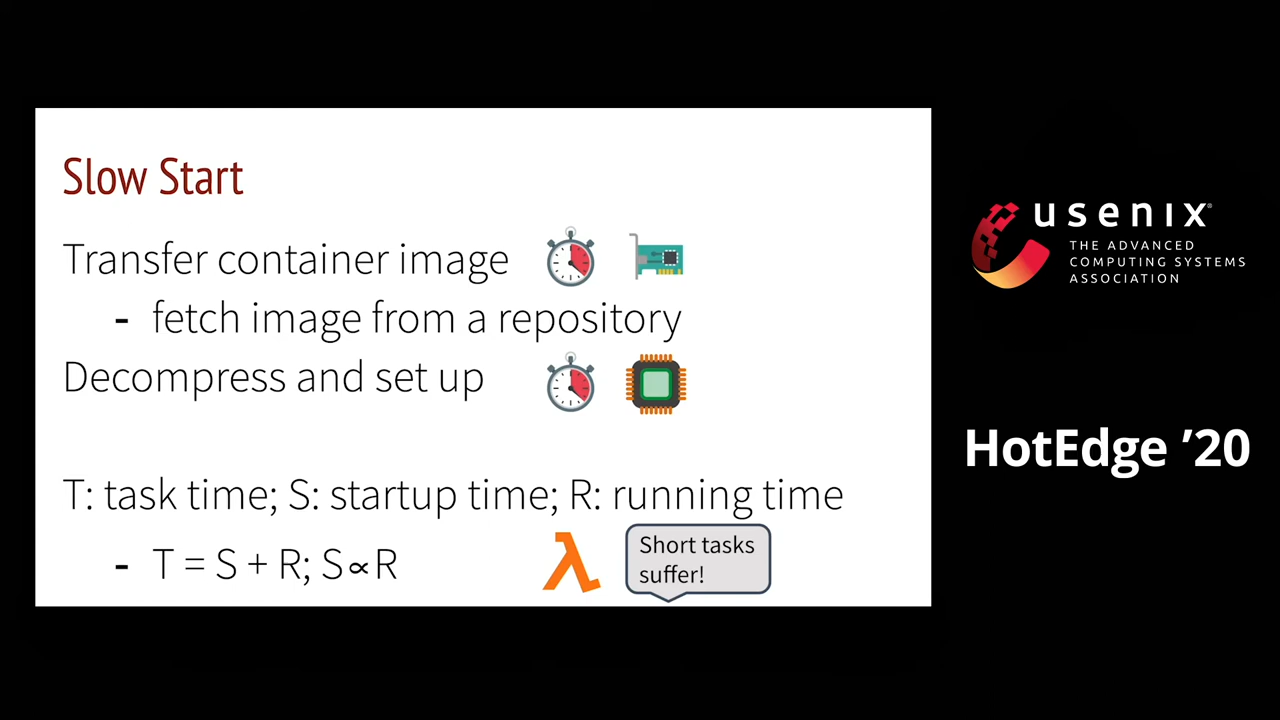 Slow Start
Transfer container image
- fetch image from a repository
Decompress and set up
T: task time; S: startup time; R: running time
- T = S + R; S∝R
λ
Short tasks
suffer!
usenix®
THE ADVANCED
COMPUTING SYSTEMS
ASSOCIATION
HotEdge ’20